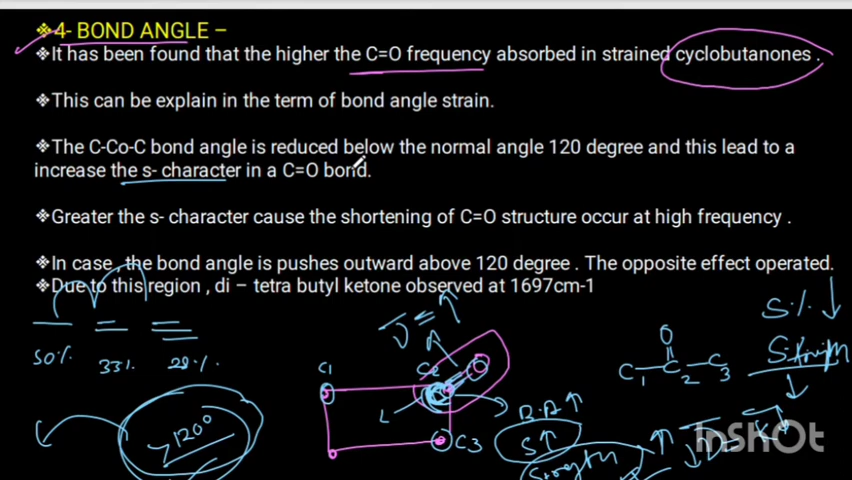 ❖4- BOND ANGLE –
❖It has been found that the higher the C=O frequency absorbed in strained cyclobutanones .
❖This can be explain in the term of bond angle strain.
❖The C-Co-C bond angle is reduced below the normal angle 120 degree and this lead to a
increase the s- character in a C=O bond.
❖Greater the s- character cause the shortening of C=O structure occur at high frequency .
❖In case , the bond angle is pushes outward above 120 degree . The opposite effect operated.
❖Due to this region , di – tetra butyl ketone observed at 1697cm-1
S% ↓
ν = ↑
O
50% 33% 28%
C1 C2
C1 C2 C3
120°
B.A ↑
S ↑
C3
Strength
InShOt